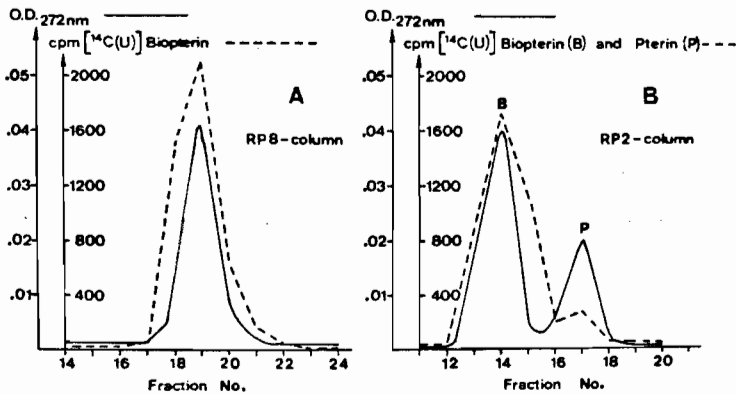 O.D.272nm
cpm [¹⁴C(U)] Biopterin
.05
.04
.03
.02
.01
2000
1600
1200
800
400
A
RP8-column
14 16 18 20 22 24
Fraction No.
O.D.272nm
cpm [¹⁴C(U)] Biopterin (B) and Pterin (P)
.05
.04
.03
.02
.01
2000
1600
1200
800
400
B
B
RP2-column
P
12 14 16 18 20
Fraction No.